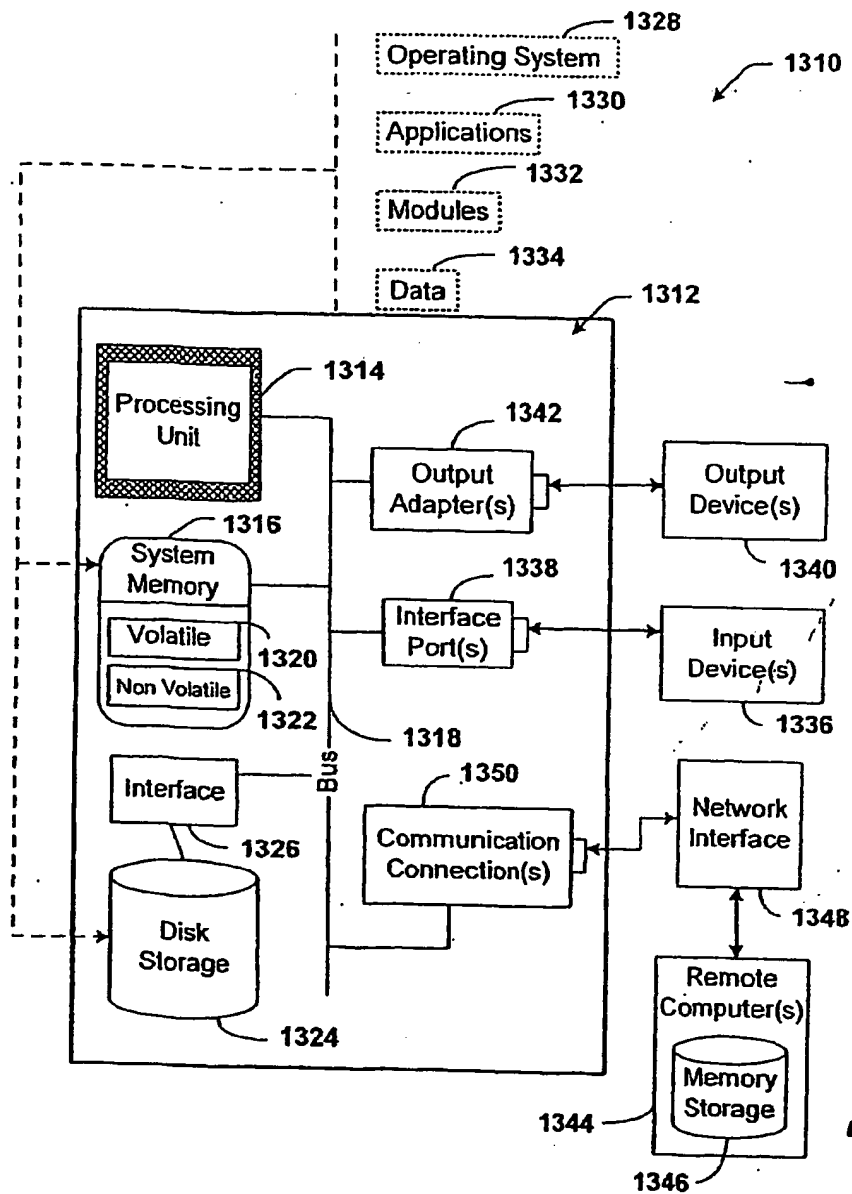 1328
Operating System
1310
1330
Applications
1332
Modules
1334
Data
1312
1314
Processing
Unit
1342
Output
Adapter(s)
Output
Device(s)
1340
1316
System
Memory
Volatile
1320
Non Volatile
1322
1338
Interface
Port(s)
Input
Device(s)
1336
1318
Bus
Interface
1326
1350
Communication
Connection(s)
Network
Interface
1348
Disk
Storage
1324
Remote
Computer(s)
Memory
Storage
1344
1346